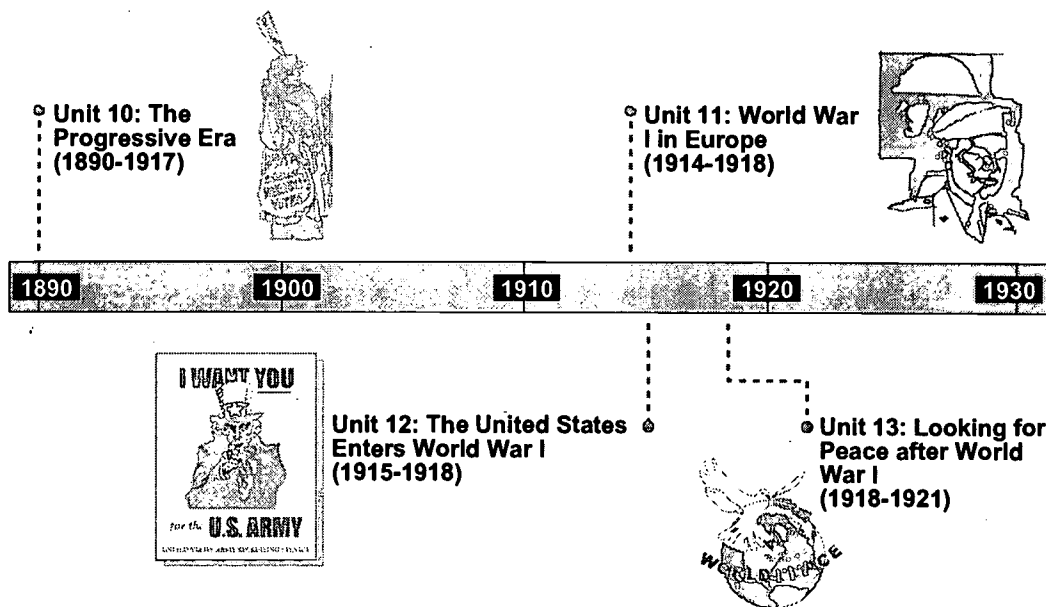 Unit 10: The
Progressive Era
(1890-1917)
Unit 11: World War
I in Europe
(1914-1918)
1890
1900
1910
1920
1930
I WANT YOU
for the U.S. ARMY
Unit 12: The United States
Enters World War I
(1915-1918)
Unit 13: Looking for
Peace after World
War I
(1918-1921)
WORLD